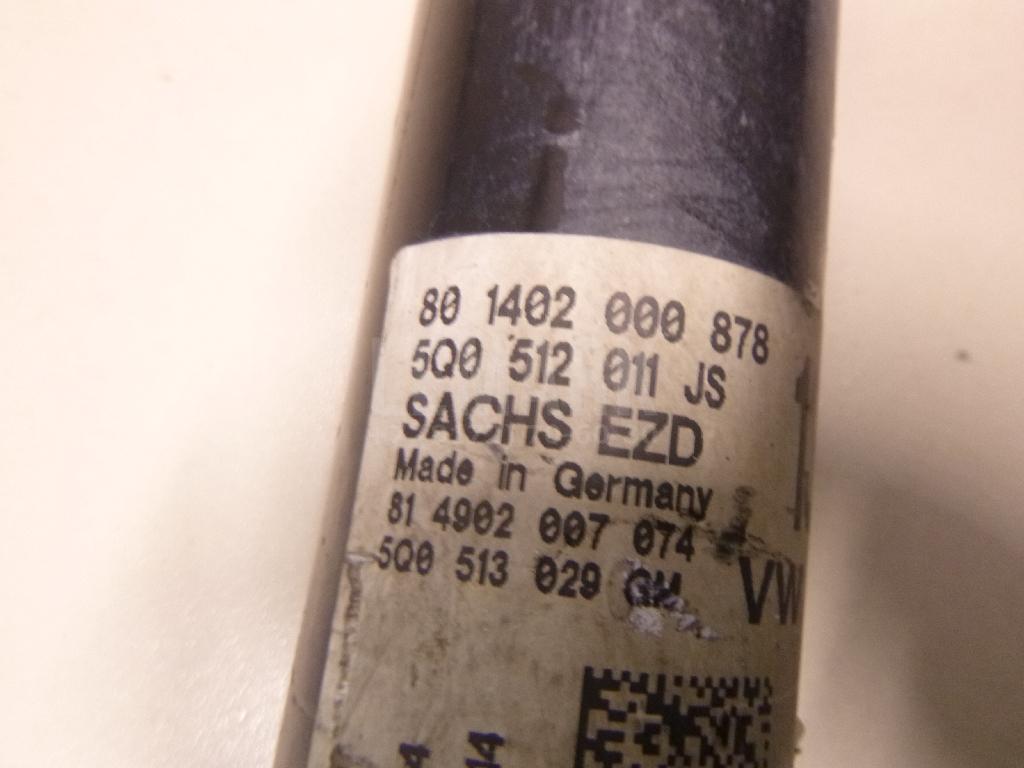 80 1402 000 878
5Q0 512 011 JS
SACHS EZD
Made in Germany
81 4902 007 074
5Q0 513 029 GM
VW